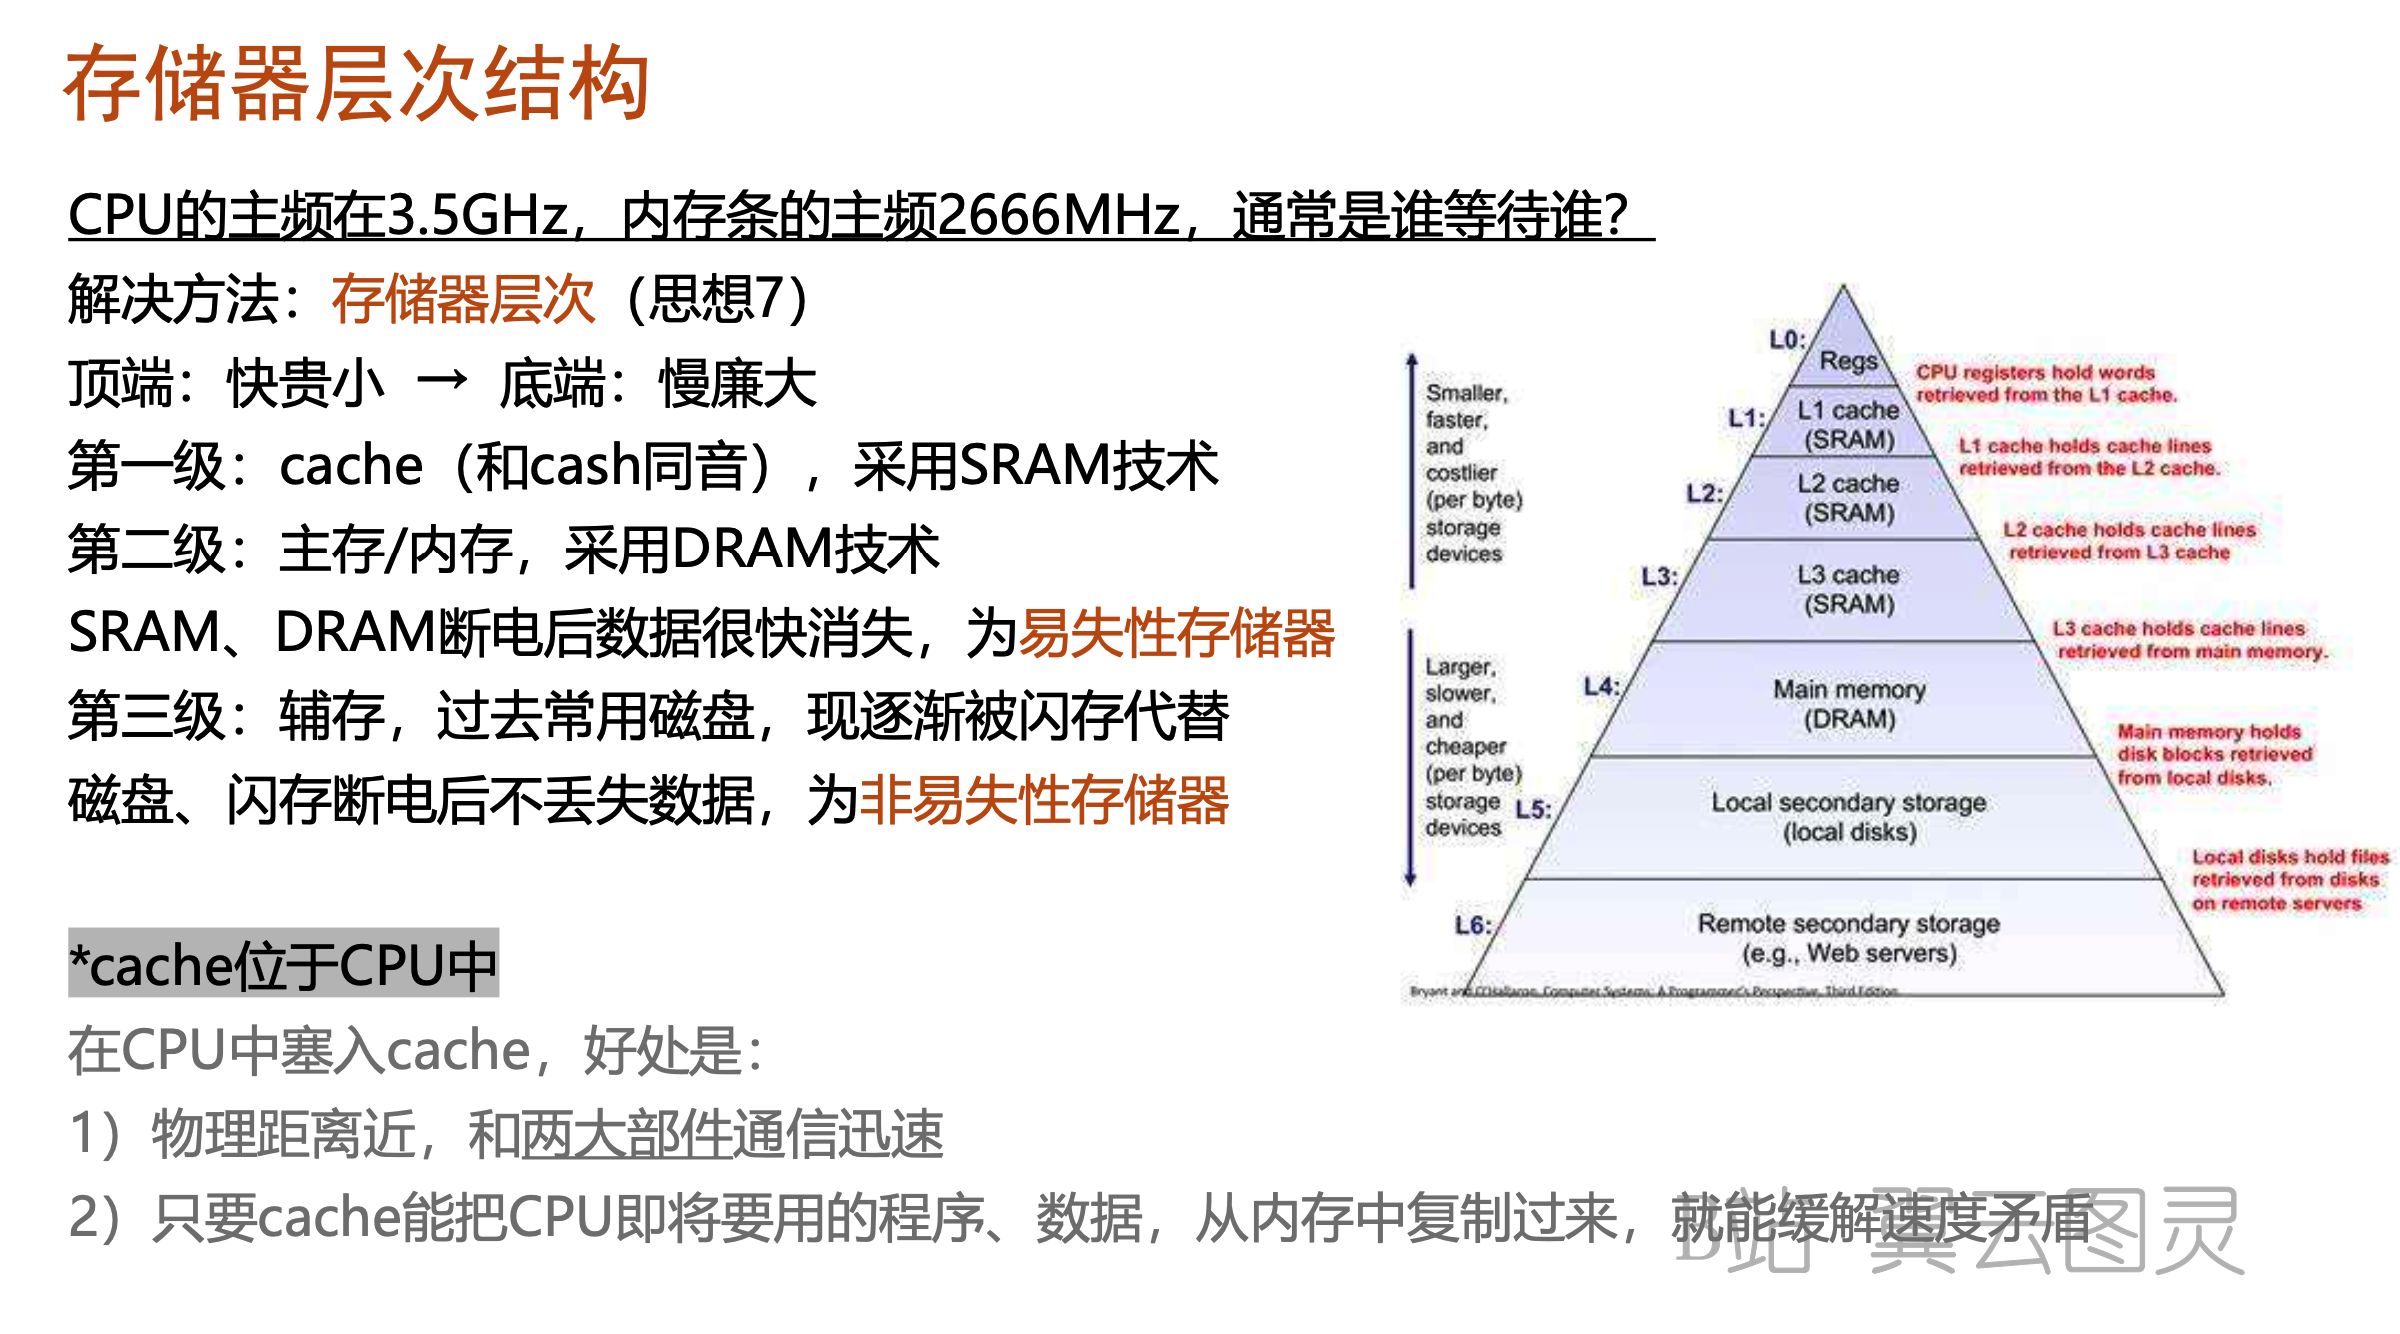 存储器层次结构
CPU的主频在3.5GHz，内存条的主频2666MHz，通常是谁等待谁？
解决方法：存储器层次（思想7）
顶端：快贵小 → 底端：慢廉大
第一级：cache（和cash同音），采用SRAM技术
第二级：主存/内存，采用DRAM技术
SRAM、DRAM断电后数据很快消失，为易失性存储器
第三级：辅存，过去常用磁盘，现逐渐被闪存代替
磁盘、闪存断电后不丢失数据，为非易失性存储器
*cache位于CPU中
在CPU中塞入cache，好处是：
1）物理距离近，和两大部件通信迅速
2）只要cache能把CPU即将要用的程序、数据，从内存中复制过来，就能缓解速度矛盾
Smaller,
faster,
and
costlier
(per byte)
storage
devices
Larger,
slower,
and
cheaper
(per byte)
storage
devices
L0:
Regs
CPU registers hold words
retrieved from the L1 cache.
L1:
L1 cache
(SRAM)
L1 cache holds cache lines
retrieved from the L2 cache.
L2:
L2 cache
(SRAM)
L2 cache holds cache lines
retrieved from L3 cache
L3:
L3 cache
(SRAM)
L3 cache holds cache lines
retrieved from main memory.
L4:
Main memory
(DRAM)
Main memory holds
disk blocks retrieved
from local disks.
L5:
Local secondary storage
(local disks)
Local disks hold files
retrieved from disks
on remote servers
L6:
Remote secondary storage
(e.g., Web servers)
Bryant and O'Hallaron, Computer Systems: A Programmer's Perspective, Third Edition
B站 翼云图灵